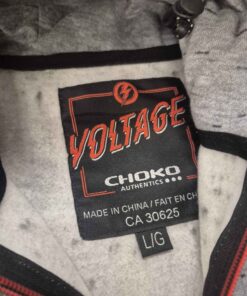 VOLTAGE
CHOKO
AUTHENTICS
MADE IN CHINA / FAIT EN CH
CA 30625
L/G